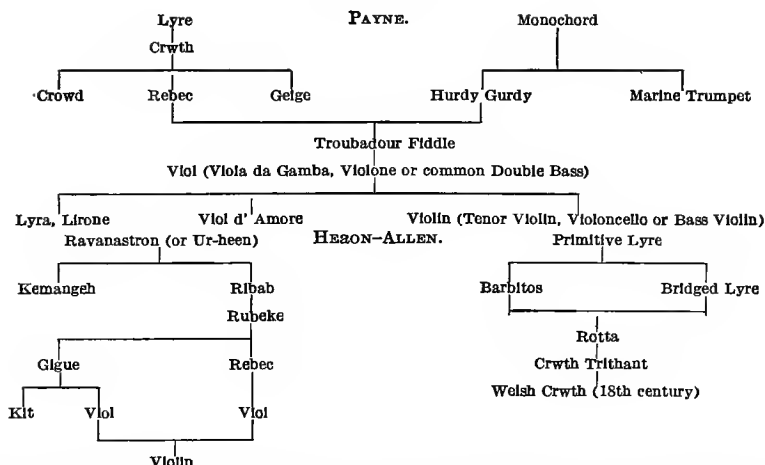 Lyre PAYNE. Monochord
Crwth
Crowd Rebec Geige Hurdy Gurdy Marine Trumpet
Troubadour Fiddle
Viol (Viola da Gamba, Violone or common Double Bass)
Lyra, Lirone Viol d' Amore Violin (Tenor Violin, Violoncello or Bass Violin)
Ravanastron (or Ur-heen) HERON-ALLEN. Primitive Lyre
Kemangeh Ribab Barbitos Bridged Lyre
Rubeke
Rotta
Gigue Rebec Crwth Trithant
Welsh Crwth (18th century)
Kit Viol Viol
Violin